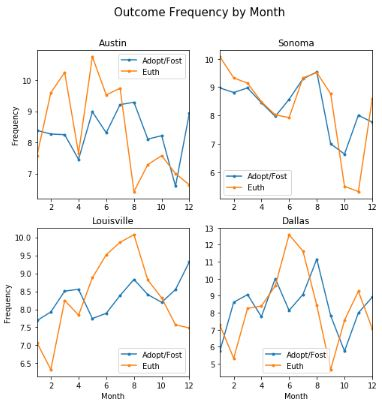 Outcome Frequency by Month
Austin
Frequency
10
9
8
7
2 4 6 8 10 12
Adopt/Fost
Euth
Sonoma
10
9
8
7
6
2 4 6 8 10 12
Adopt/Fost
Euth
Louisville
Frequency
10.0
9.5
9.0
8.5
8.0
7.5
7.0
6.5
2 4 6 8 10 12
Month
Adopt/Fost
Euth
Dallas
13
12
11
10
9
8
7
6
5
2 4 6 8 10 12
Month
Adopt/Fost
Euth